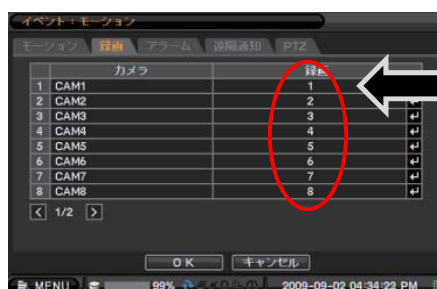 イベント：モーション
モーション 録画 アラーム 遠隔通知 PTZ
カメラ 録画
1 CAM1 1
2 CAM2 2
3 CAM3 3
4 CAM4 4
5 CAM5 5
6 CAM6 6
7 CAM7 7
8 CAM8 8
< 1/2 >
OK キャンセル
MENU 99% 2009-09-02 04:34:22 PM